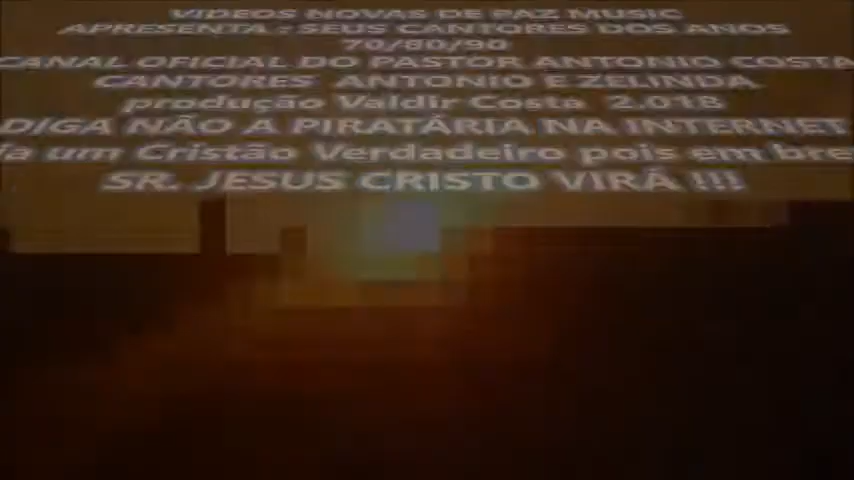 VIDEOS NOVAS DE PAZ MUSIC
APRESENTA : SEUS CANTORES DOS ANOS
70/80/90
CANAL OFICIAL DO PASTOR ANTONIO COSTA
CANTORES ANTONIO E ZELINDA
produção Valdir Costa 2.018
DIGA NÃO A PIRATÁRIA NA INTERNET
um Cristão Verdadeiro pois em bre
SR. JESUS CRISTO VIRÁ !!!